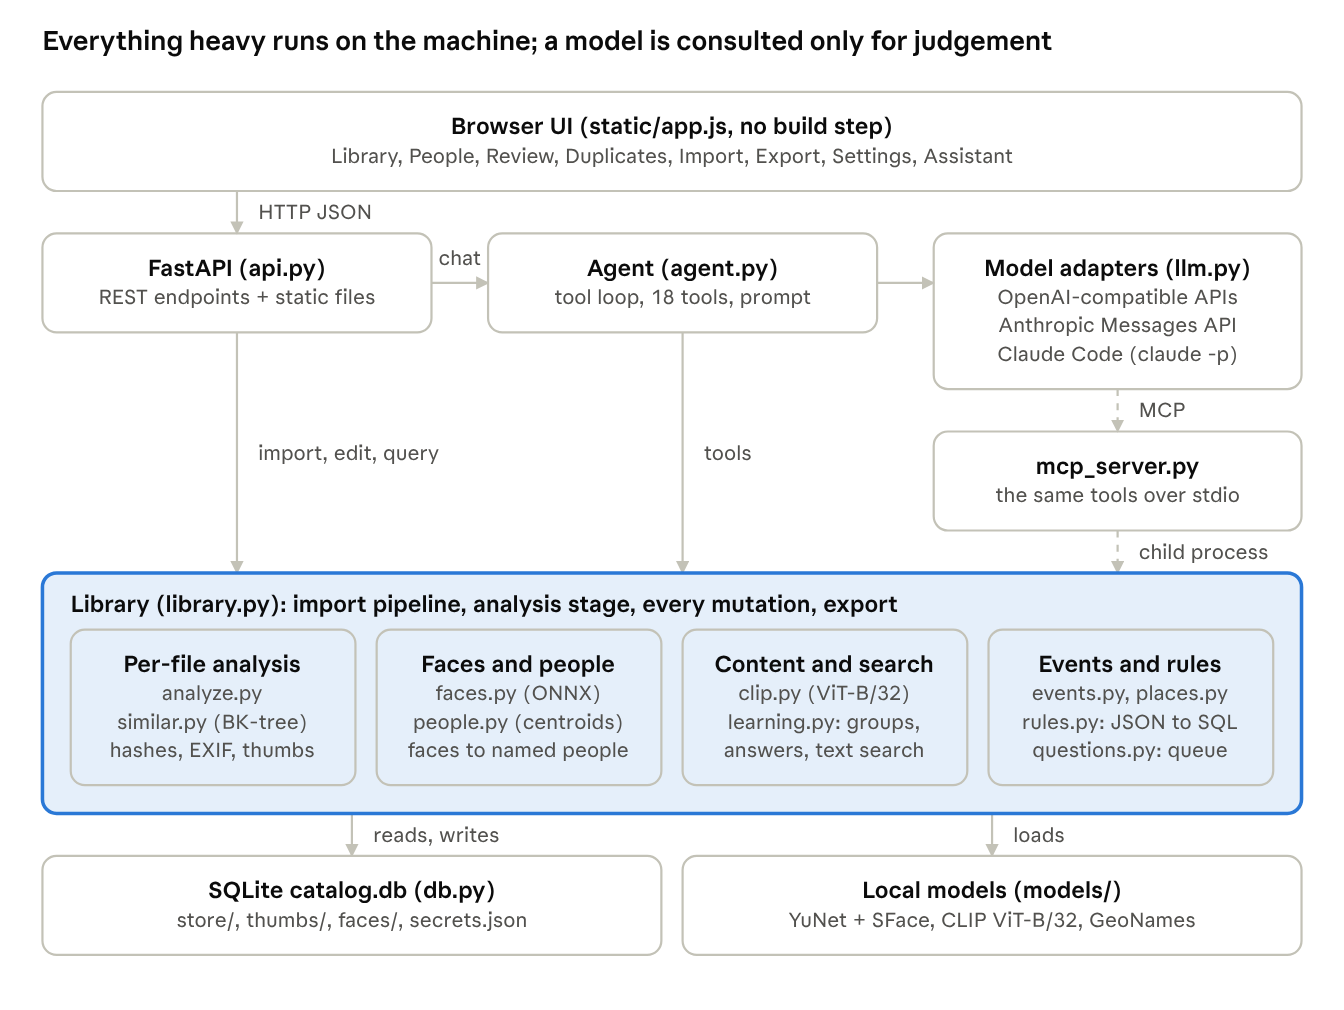 Everything heavy runs on the machine; a model is consulted only for judgement
Browser UI (static/app.js, no build step)
Library, People, Review, Duplicates, Import, Export, Settings, Assistant
HTTP JSON
FastAPI (api.py)
REST endpoints + static files
chat
Agent (agent.py)
tool loop, 18 tools, prompt
Model adapters (llm.py)
OpenAI-compatible APIs
Anthropic Messages API
Claude Code (claude -p)
MCP
import, edit, query
tools
mcp_server.py
the same tools over stdio
child process
Library (library.py): import pipeline, analysis stage, every mutation, export
Per-file analysis
analyze.py
similar.py (BK-tree)
hashes, EXIF, thumbs
Faces and people
faces.py (ONNX)
people.py (centroids)
faces to named people
Content and search
clip.py (ViT-B/32)
learning.py: groups,
answers, text search
Events and rules
events.py, places.py
rules.py: JSON to SQL
questions.py: queue
reads, writes
loads
SQLite catalog.db (db.py)
store/, thumbs/, faces/, secrets.json
Local models (models/)
YuNet + SFace, CLIP ViT-B/32, GeoNames